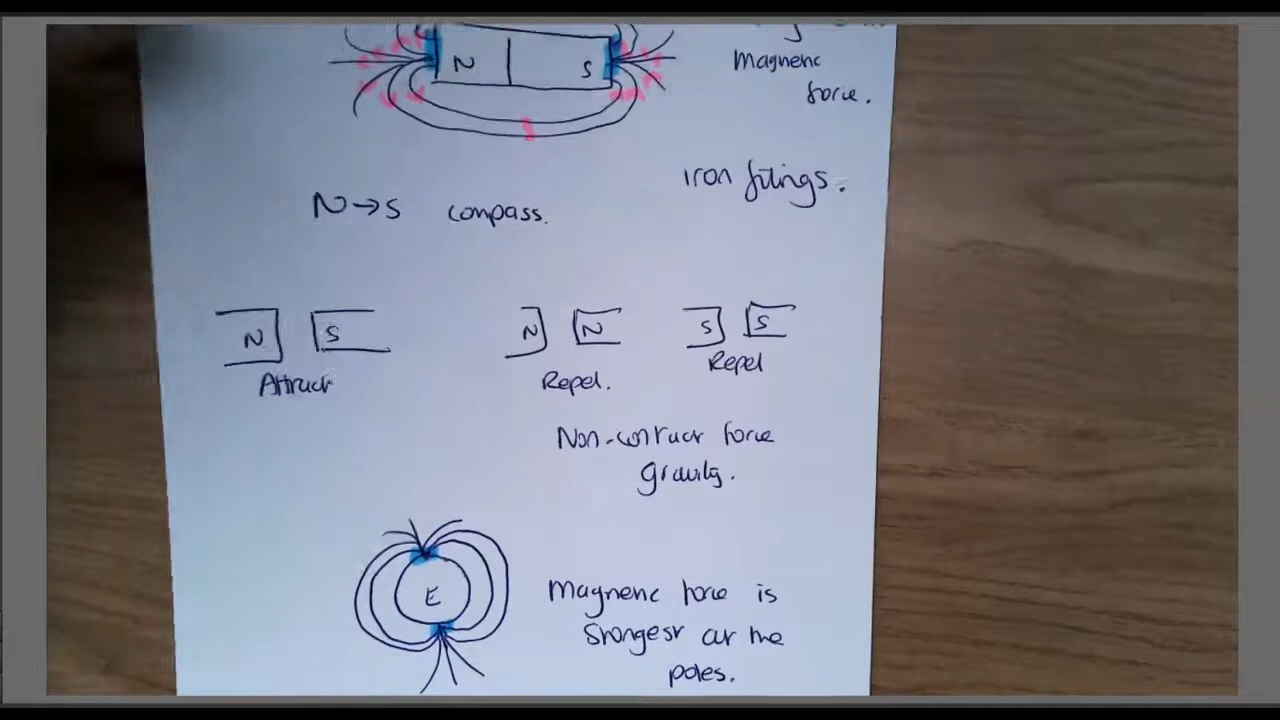 N S
Magnetic
force.
Iron filings.
N→S compass.
N S N N S S
Attract Repel. Repel
Non-contact force
gravity.
E
Magnetic force is
strongest at the
poles.